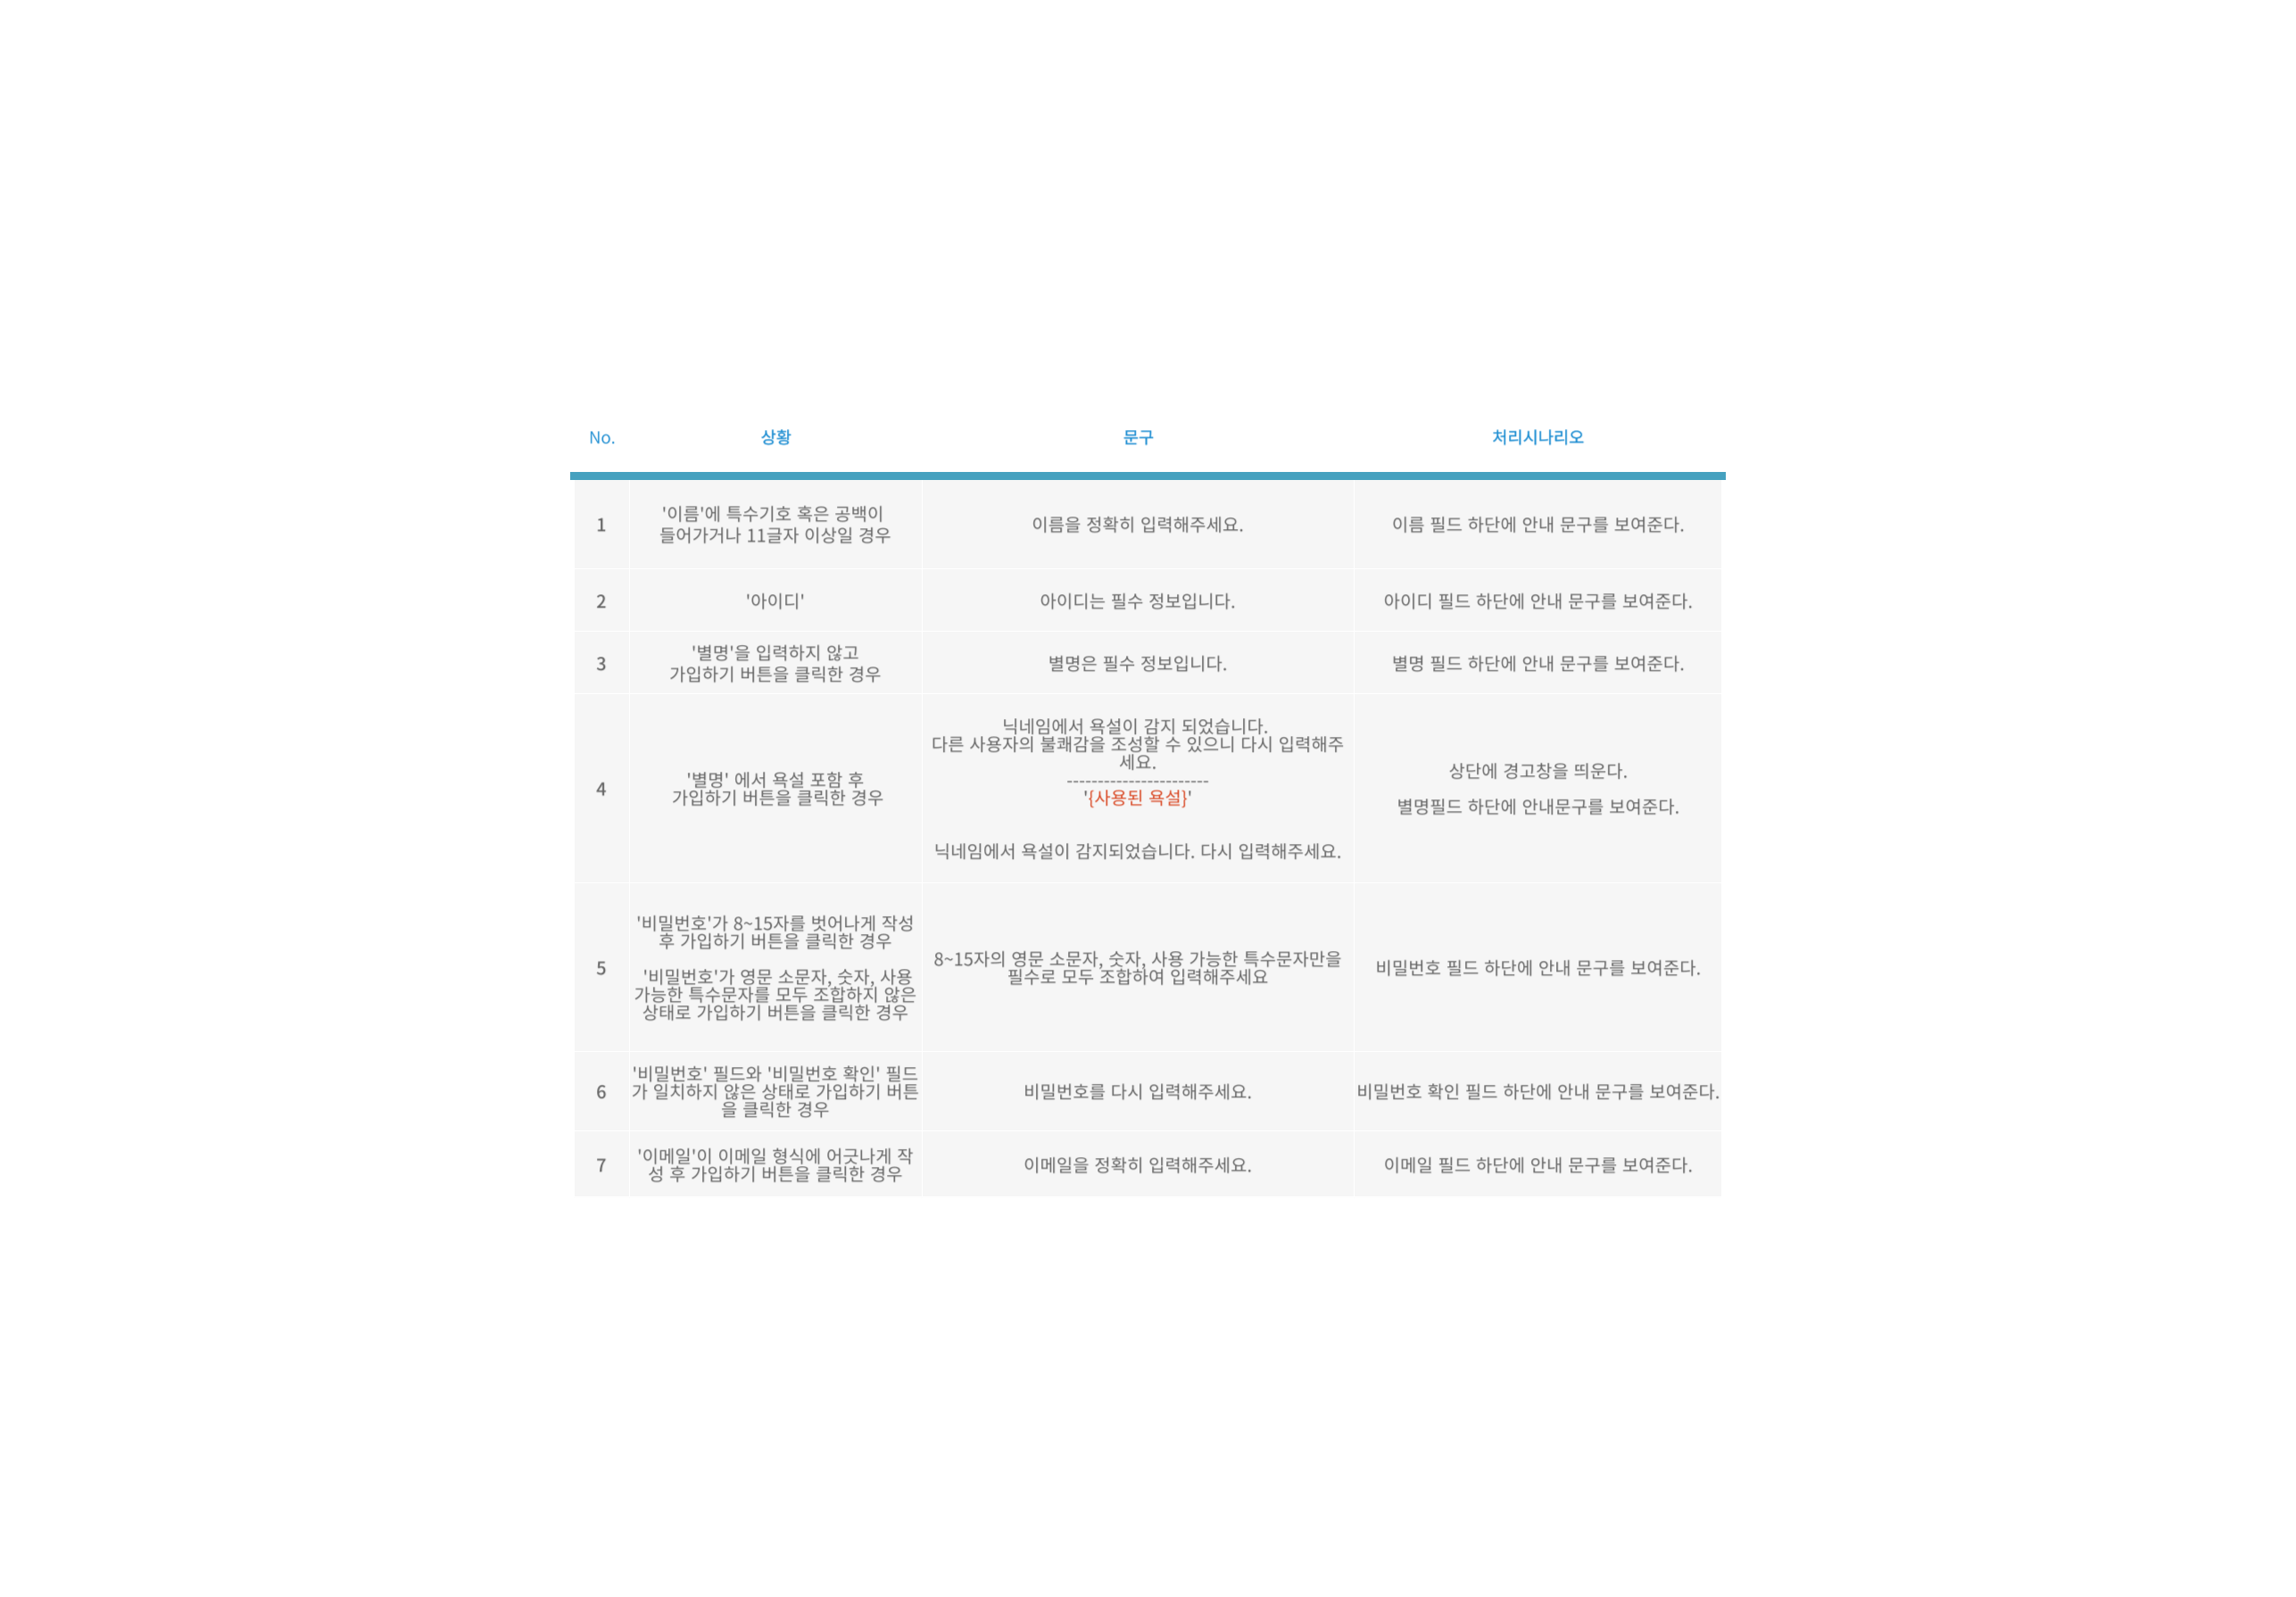 No. 상황 문구 처리시나리오
1
'이름'에 특수기호 혹은 공백이
들어가거나 11글자 이상일 경우
이름을 정확히 입력해주세요.
이름 필드 하단에 안내 문구를 보여준다.
2
'아이디'
아이디는 필수 정보입니다.
아이디 필드 하단에 안내 문구를 보여준다.
3
'별명'을 입력하지 않고
가입하기 버튼을 클릭한 경우
별명은 필수 정보입니다.
별명 필드 하단에 안내 문구를 보여준다.
4
'별명' 에서 욕설 포함 후
가입하기 버튼을 클릭한 경우
닉네임에서 욕설이 감지 되었습니다.
다른 사용자의 불쾌감을 조성할 수 있으니 다시 입력해주
세요.
-----------------------
'{사용된 욕설}'
닉네임에서 욕설이 감지되었습니다. 다시 입력해주세요.
상단에 경고창을 띄운다.
별명필드 하단에 안내문구를 보여준다.
5
'비밀번호'가 8~15자를 벗어나게 작성
후 가입하기 버튼을 클릭한 경우
'비밀번호'가 영문 소문자, 숫자, 사용
가능한 특수문자를 모두 조합하지 않은
상태로 가입하기 버튼을 클릭한 경우
8~15자의 영문 소문자, 숫자, 사용 가능한 특수문자만을
필수로 모두 조합하여 입력해주세요
비밀번호 필드 하단에 안내 문구를 보여준다.
6
'비밀번호' 필드와 '비밀번호 확인' 필드
가 일치하지 않은 상태로 가입하기 버튼
을 클릭한 경우
비밀번호를 다시 입력해주세요.
비밀번호 확인 필드 하단에 안내 문구를 보여준다.
7
'이메일'이 이메일 형식에 어긋나게 작
성 후 가입하기 버튼을 클릭한 경우
이메일을 정확히 입력해주세요.
이메일 필드 하단에 안내 문구를 보여준다.